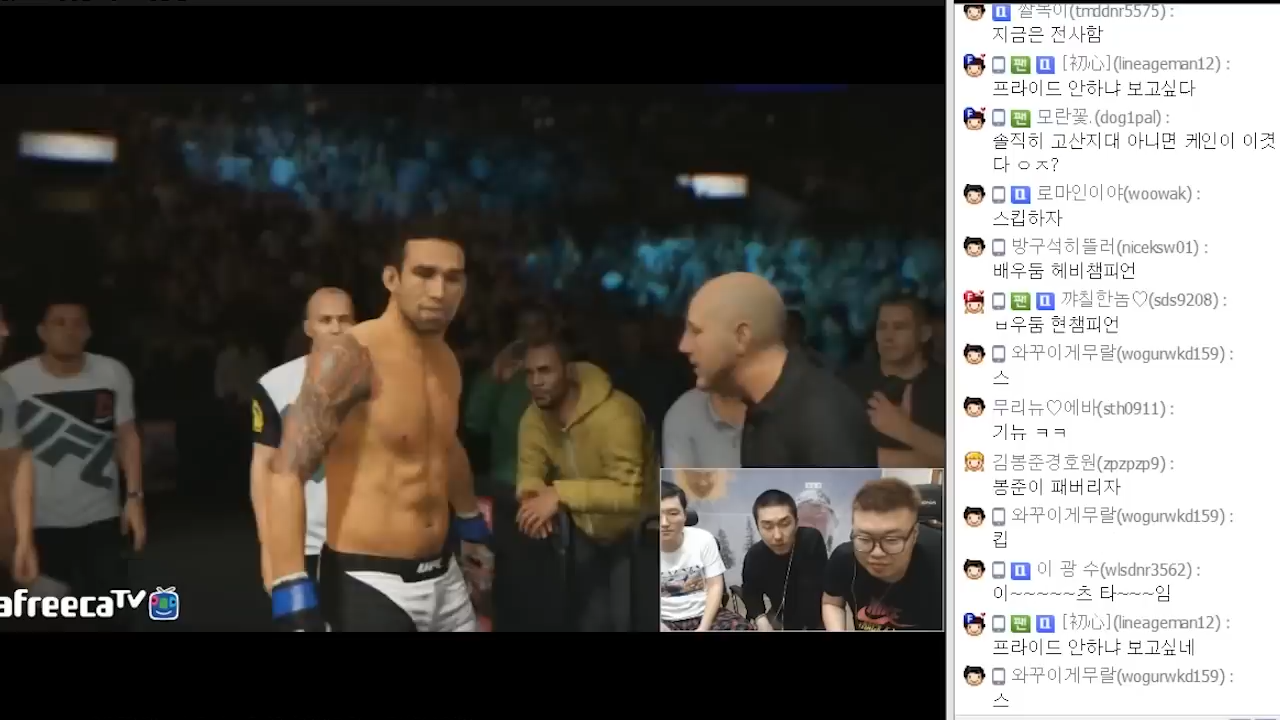 쌀목이(tmddnr5575) :
지금은 전사함
[初心](lineageman12) :
프라이드 안하냐 보고싶다
모란꽃.(dog1pal) :
솔직히 고산지대 아니면 케인이 이겻
다 ㅇㅈ?
로마인이야(woowak) :
스킵하자
방구석히뜰러(niceksw01) :
배우둠 헤비챔피언
꺄칠한놈♡(sds9208) :
ㅂ우둠 현챔피언
와꾸이게무랄(wogurwkd159) :
스
무리뉴♡에바(sth0911) :
기뉴 ㅋㅋ
김봉준경호원(zpzpzp9) :
봉준이 패버리자
와꾸이게무랄(wogurwkd159) :
킵
이 광 수(wlsdnr3562) :
이~~~~~츠 타~~~임
[初心](lineageman12) :
프라이드 안하냐 보고싶네
와꾸이게무랄(wogurwkd159) :
스
UFC
afreecaTV